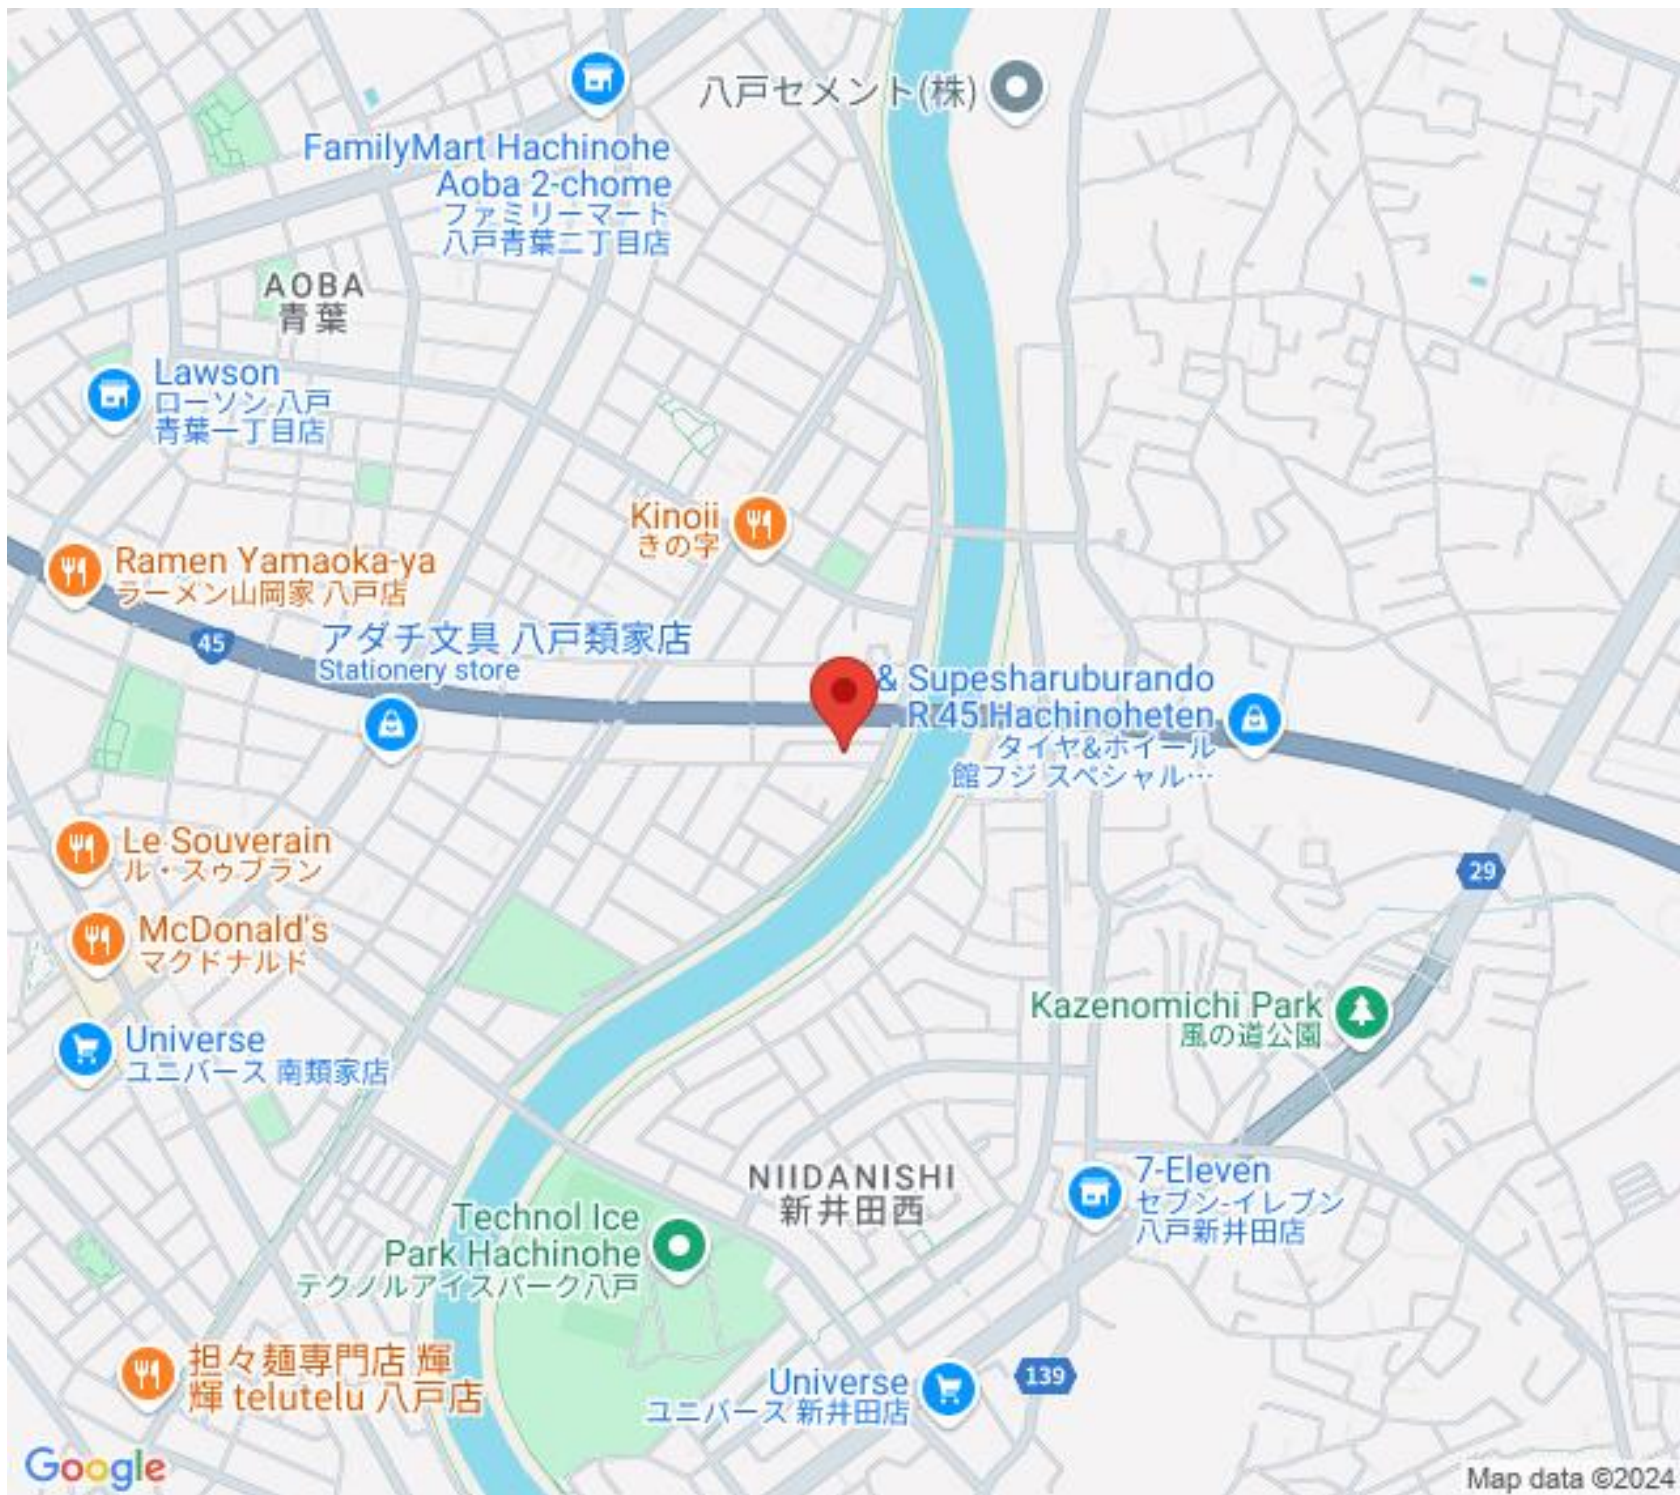 八戸セメント(株)
FamilyMart Hachinohe
Aoba 2-chome
ファミリーマート
八戸青葉二丁目店
AOBA
青葉
Lawson
ローソン 八戸
青葉一丁目店
Kinoii
きの字
Ramen Yamaoka-ya
ラーメン山岡家 八戸店
45
アダチ文具 八戸類家店
Stationery store
& Supesharuburando
R 45 Hachinoheten
タイヤ&ホイール
館フジ スペシャル…
Le Souverain
ル・スゥブラン
29
McDonald's
マクドナルド
Kazenomichi Park
風の道公園
Universe
ユニバース 南類家店
NIIDANISHI
新井田西
7-Eleven
セブン-イレブン
八戸新井田店
Technol Ice
Park Hachinohe
テクノルアイスパーク八戸
担々麺専門店 輝
輝 telutelu 八戸店
Universe
ユニバース 新井田店
139
Google
Map data ©2024